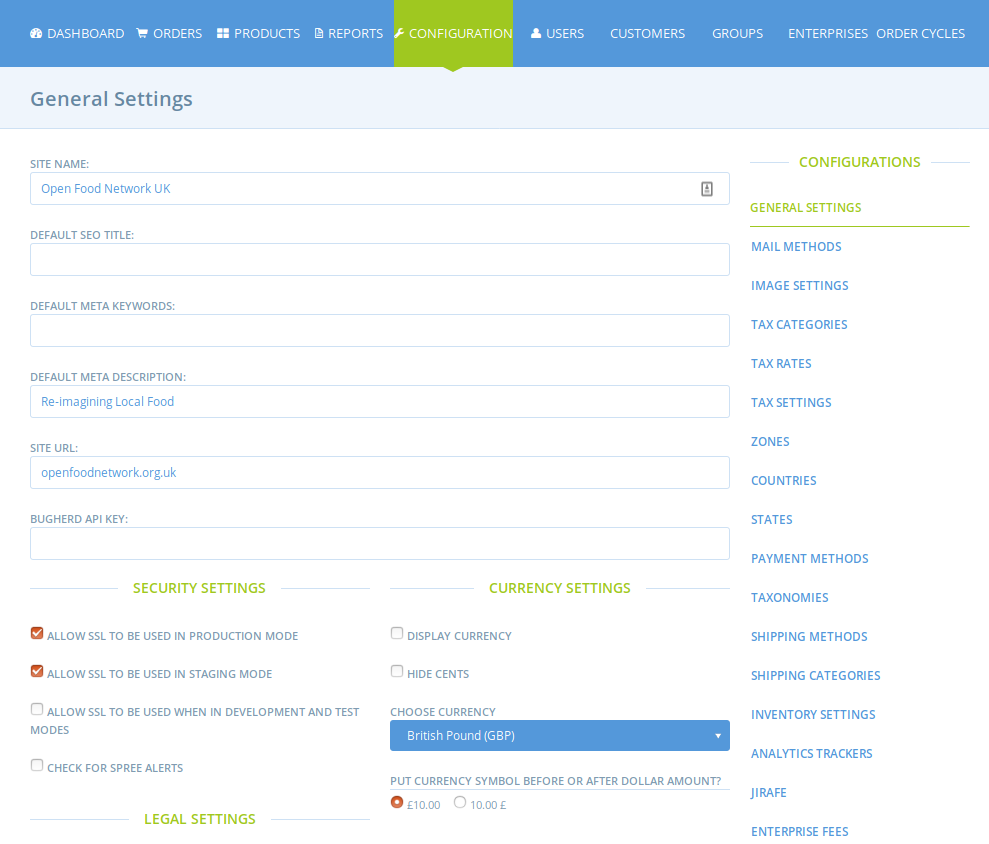 DASHBOARD ORDERS PRODUCTS REPORTS CONFIGURATION USERS CUSTOMERS GROUPS ENTERPRISES ORDER CYCLES
General Settings
SITE NAME:
Open Food Network UK
DEFAULT SEO TITLE:
DEFAULT META KEYWORDS:
DEFAULT META DESCRIPTION:
Re-imagining Local Food
SITE URL:
openfoodnetwork.org.uk
BUGHERD API KEY:
SECURITY SETTINGS
ALLOW SSL TO BE USED IN PRODUCTION MODE
ALLOW SSL TO BE USED IN STAGING MODE
ALLOW SSL TO BE USED WHEN IN DEVELOPMENT AND TEST
MODES
CHECK FOR SPREE ALERTS
LEGAL SETTINGS
CURRENCY SETTINGS
DISPLAY CURRENCY
HIDE CENTS
CHOOSE CURRENCY
British Pound (GBP)
PUT CURRENCY SYMBOL BEFORE OR AFTER DOLLAR AMOUNT?
£10.00 10.00 £
CONFIGURATIONS
GENERAL SETTINGS
MAIL METHODS
IMAGE SETTINGS
TAX CATEGORIES
TAX RATES
TAX SETTINGS
ZONES
COUNTRIES
STATES
PAYMENT METHODS
TAXONOMIES
SHIPPING METHODS
SHIPPING CATEGORIES
INVENTORY SETTINGS
ANALYTICS TRACKERS
JIRAFE
ENTERPRISE FEES